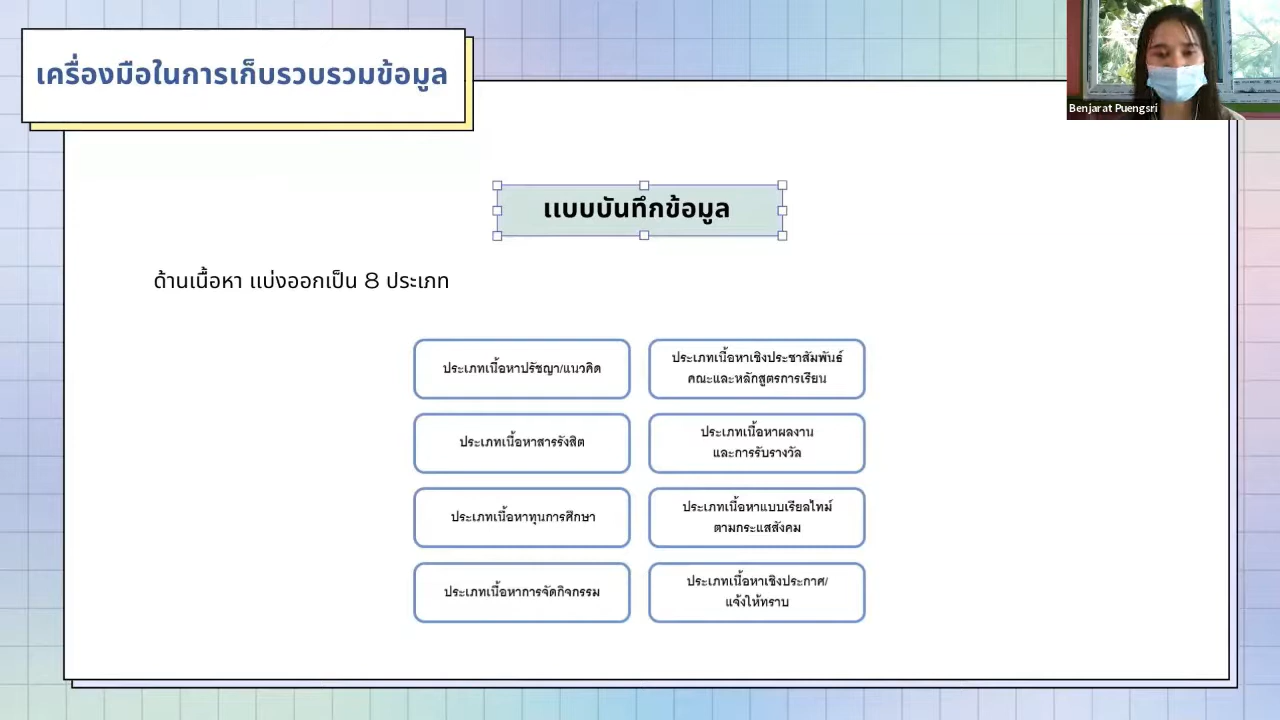 เครื่องมือในการเก็บรวบรวมข้อมูล
Benjarat Puengsri
แบบบันทึกข้อมูล
ด้านเนื้อหา แบ่งออกเป็น 8 ประเภท
ประเภทเนื้อหาปรัชญา/แนวคิด
ประเภทเนื้อหาเชิงประชาสัมพันธ์
คณะและหลักสูตรการเรียน
ประเภทเนื้อหาสารรังสิต
ประเภทเนื้อหาผลงาน
และการรับรางวัล
ประเภทเนื้อหาทุนการศึกษา
ประเภทเนื้อหาแบบเรียลไทม์
ตามกระแสสังคม
ประเภทเนื้อหาการจัดกิจกรรม
ประเภทเนื้อหาเชิงประกาศ/
แจ้งให้ทราบ